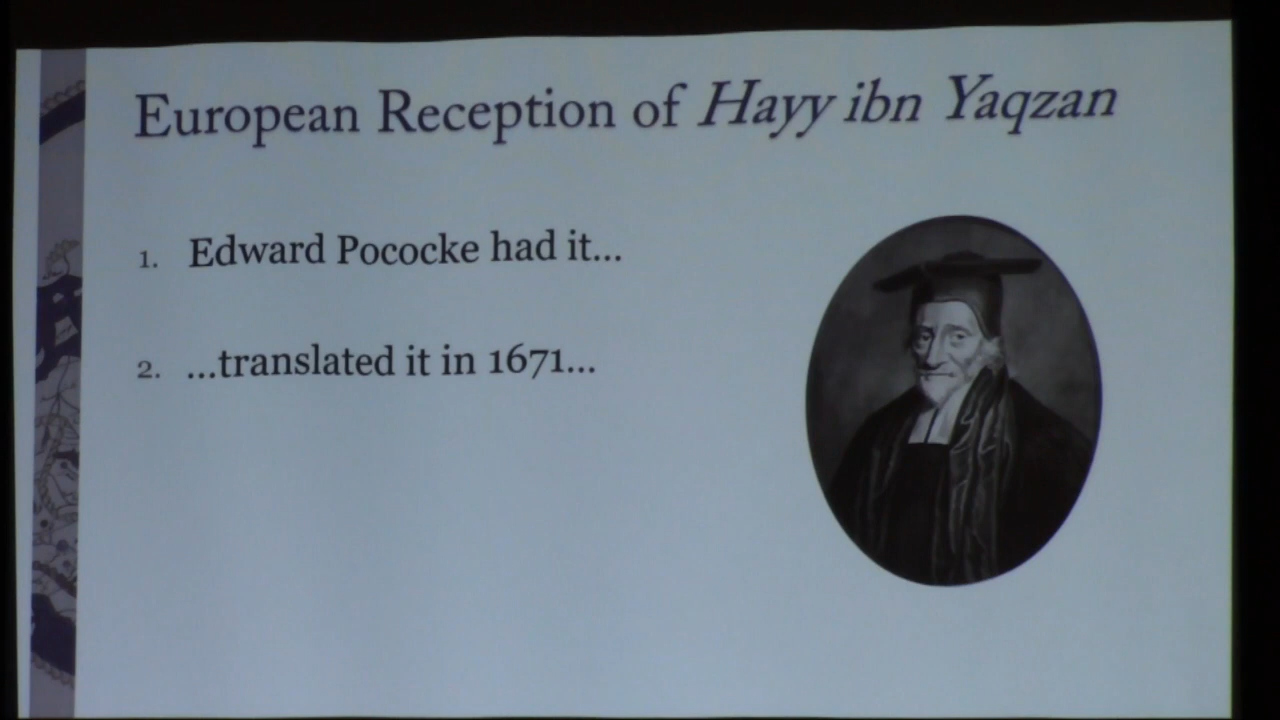 European Reception of Hayy ibn Yaqzan
1. Edward Pococke had it...
2. ...translated it in 1671...